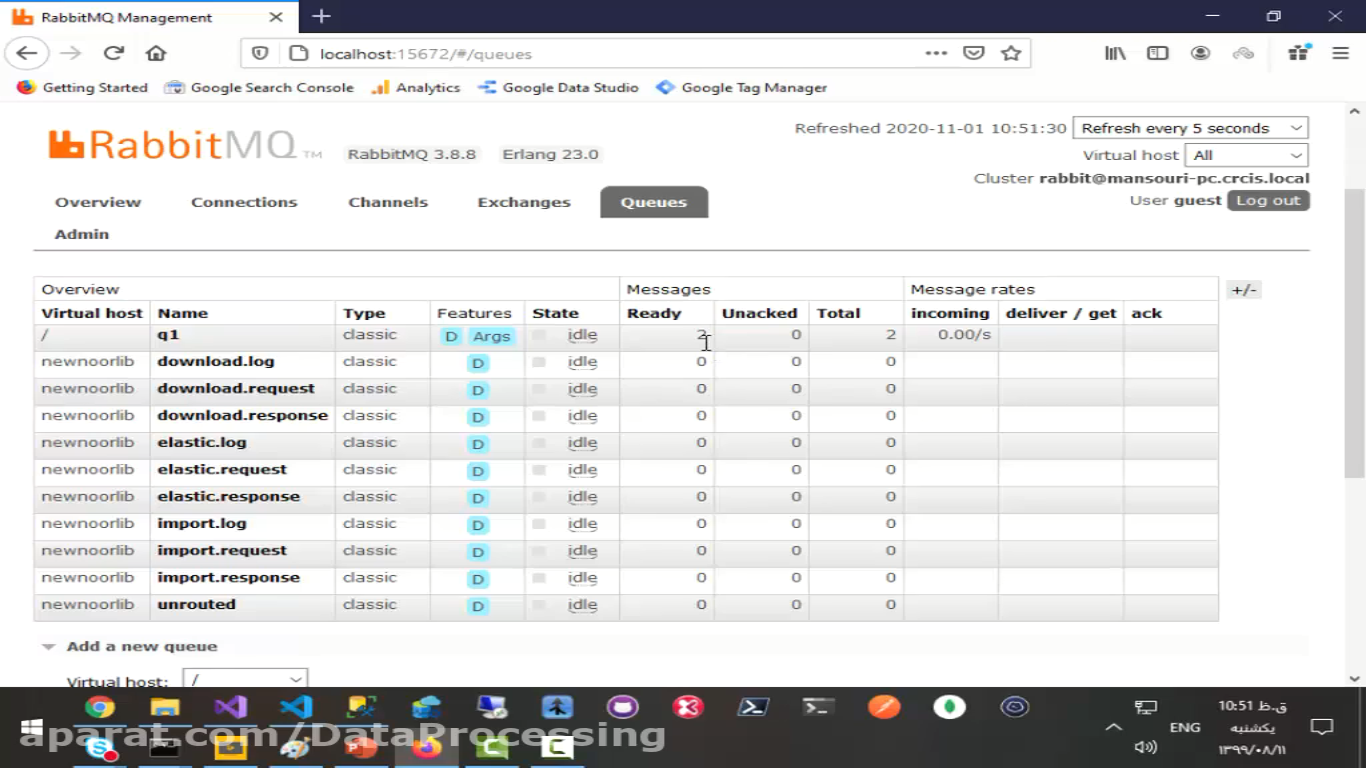 RabbitMQ Management
localhost:15672/#/queues
Getting Started Google Search Console Analytics Google Data Studio Google Tag Manager
RabbitMQ TM RabbitMQ 3.8.8 Erlang 23.0
Refreshed 2020-11-01 10:51:30 Refresh every 5 seconds
Virtual host All
Cluster rabbit@mansouri-pc.crcis.local
User guest Log out
Overview Connections Channels Exchanges Queues
Admin
Overview Messages Message rates +/-
Virtual host Name Type Features State Ready Unacked Total incoming deliver / get ack
/ q1 classic D Args idle 2 0 2 0.00/s
newnoorlib download.log classic D idle 0 0 0
newnoorlib download.request classic D idle 0 0 0
newnoorlib download.response classic D idle 0 0 0
newnoorlib elastic.log classic D idle 0 0 0
newnoorlib elastic.request classic D idle 0 0 0
newnoorlib elastic.response classic D idle 0 0 0
newnoorlib import.log classic D idle 0 0 0
newnoorlib import.request classic D idle 0 0 0
newnoorlib import.response classic D idle 0 0 0
newnoorlib unrouted classic D idle 0 0 0
Add a new queue
Virtual host: /
10:51 ق.ظ
ENG یکشنبه
۱۳۹۹/۰۸/۱۱
aparat.com/DataProcessing